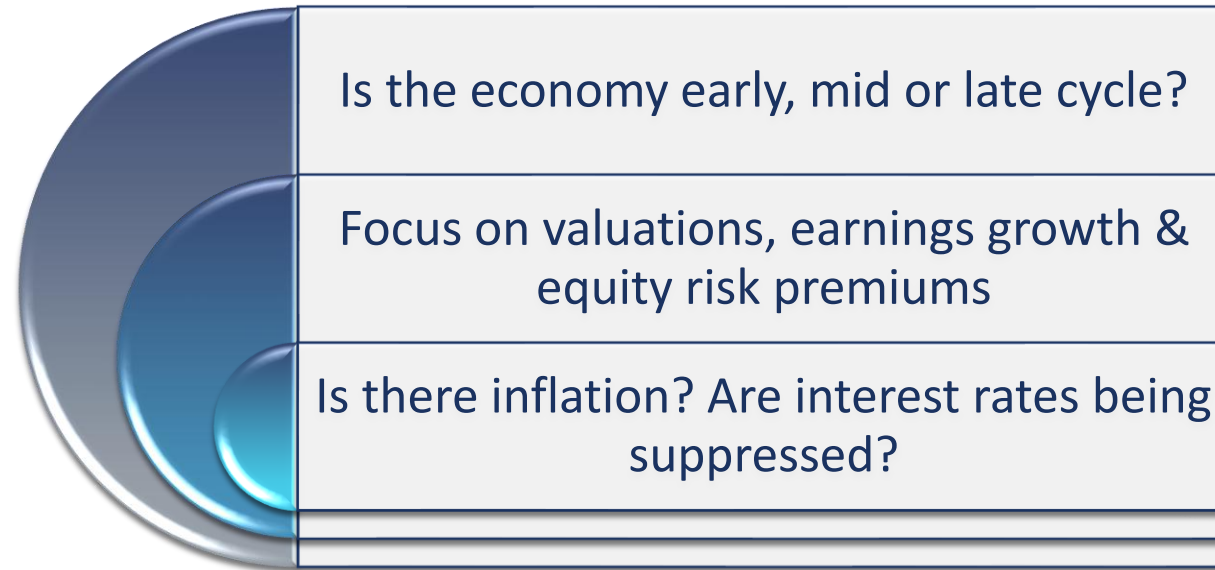 Is the economy early, mid or late cycle?
Focus on valuations, earnings growth &
equity risk premiums
Is there inflation? Are interest rates being
suppressed?